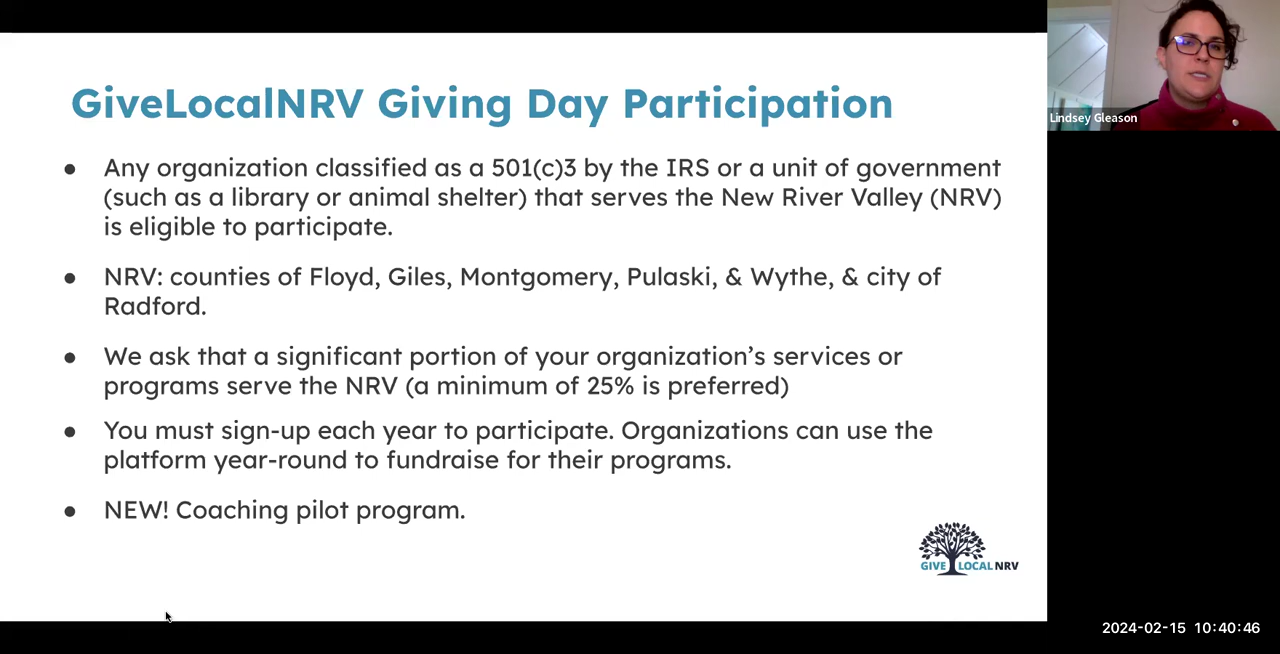 GiveLocalNRV Giving Day Participation
● Any organization classified as a 501(c)3 by the IRS or a unit of government
(such as a library or animal shelter) that serves the New River Valley (NRV)
is eligible to participate.
● NRV: counties of Floyd, Giles, Montgomery, Pulaski, & Wythe, & city of
Radford.
● We ask that a significant portion of your organization’s services or
programs serve the NRV (a minimum of 25% is preferred)
● You must sign-up each year to participate. Organizations can use the
platform year-round to fundraise for their programs.
● NEW! Coaching pilot program.
GIVE LOCAL NRV
Lindsey Gleason
2024-02-15 10:40:46